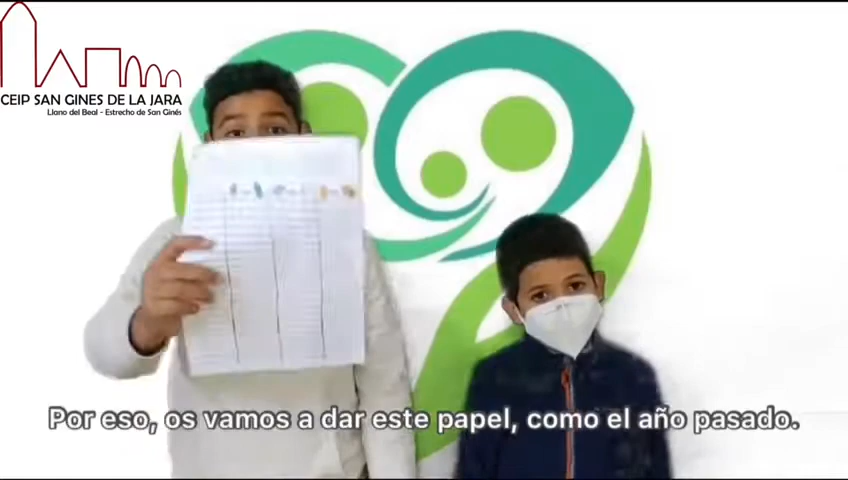 CEIP SAN GINES DE LA JARA
Llano del Beal - Estrecho de San Ginés
Por eso, os vamos a dar este papel, como el año pasado.